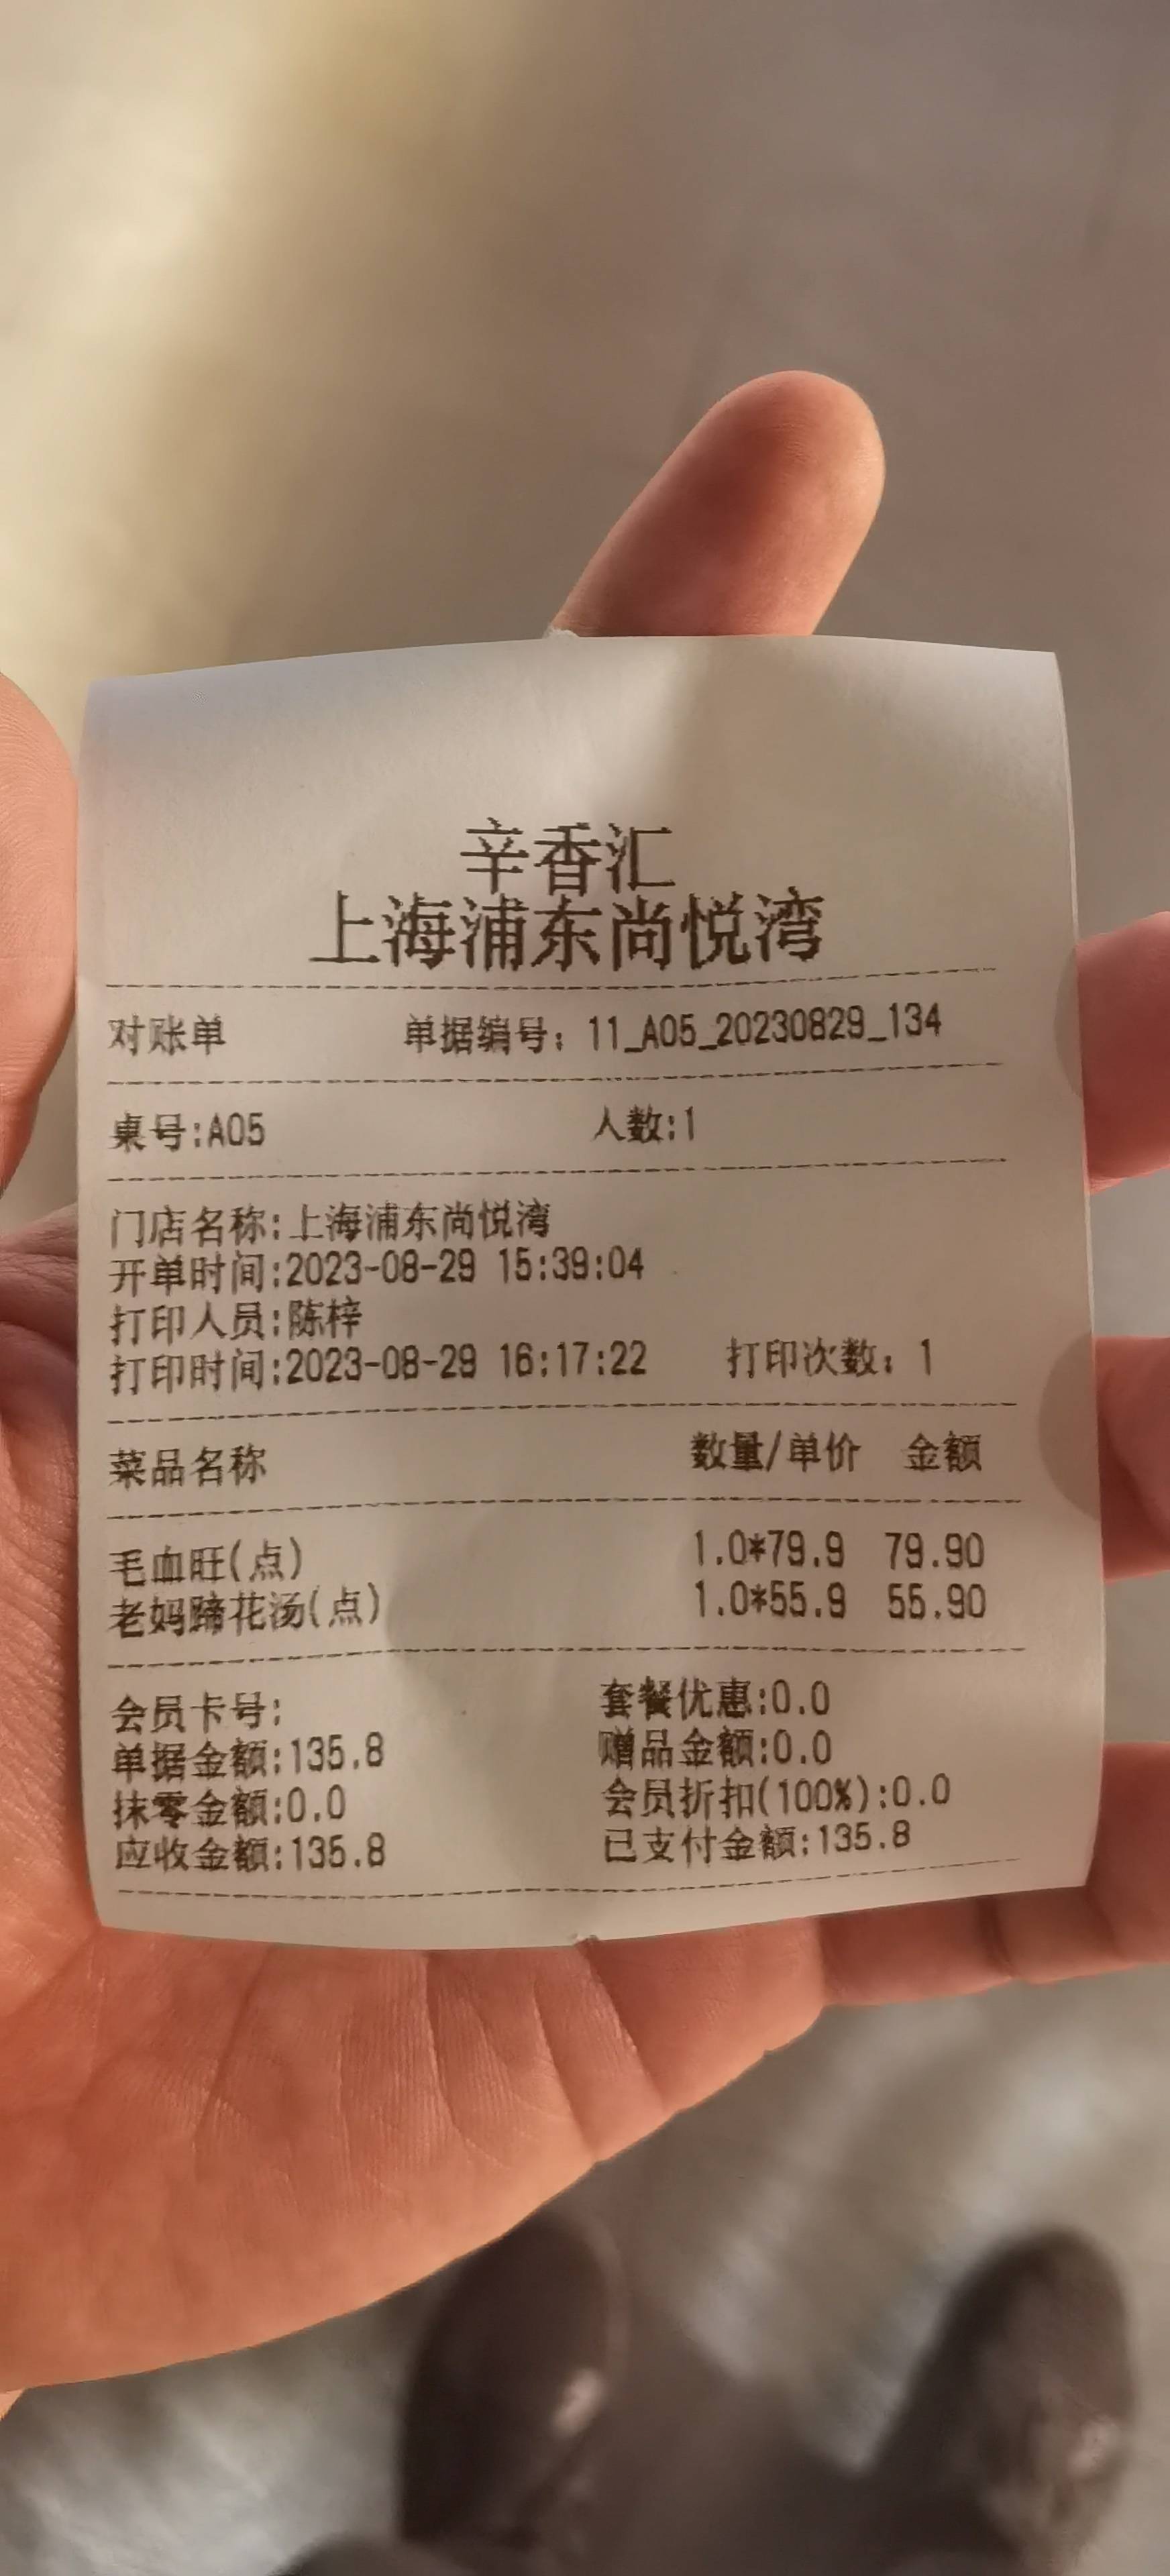 辛香汇
上海浦东尚悦湾
对账单 单据编号：11_A05_20230829_134
桌号:A05 人数:1
门店名称:上海浦东尚悦湾
开单时间:2023-08-29 15:39:04
打印人员:陈梓
打印时间:2023-08-29 16:17:22 打印次数：1
菜品名称 数量/单价 金额
毛血旺(点) 1.0*79.9 79.90
老妈蹄花汤(点) 1.0*55.9 55.90
会员卡号: 套餐优惠:0.0
单据金额:135.8 赠品金额:0.0
抹零金额:0.0 会员折扣(100%):0.0
应收金额:135.8 已支付金额:135.8